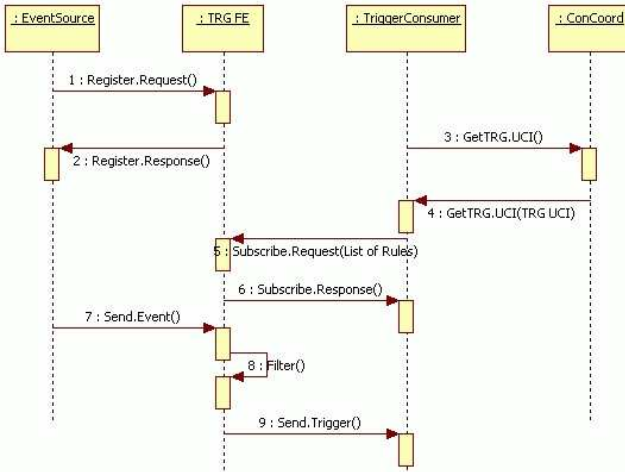 : EventSource
: TRG FE
: TriggerConsumer
: ConCoord
1 : Register.Request()
2 : Register.Response()
3 : GetTRG.UCI()
4 : GetTRG.UCI(TRG UCI)
5 : Subscribe.Request(List of Rules)
6 : Subscribe.Response()
7 : Send.Event()
8 : Filter()
9 : Send.Trigger()